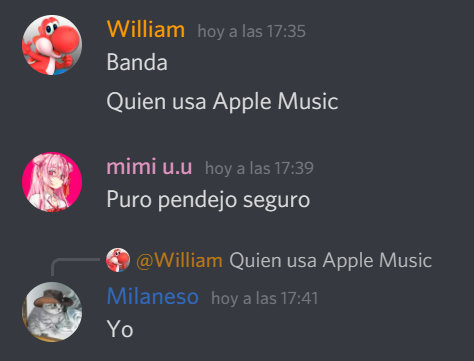 William hoy a las 17:35
Banda
Quien usa Apple Music
mimi u.u hoy a las 17:39
Puro pendejo seguro
@William Quien usa Apple Music
Milaneso hoy a las 17:41
Yo